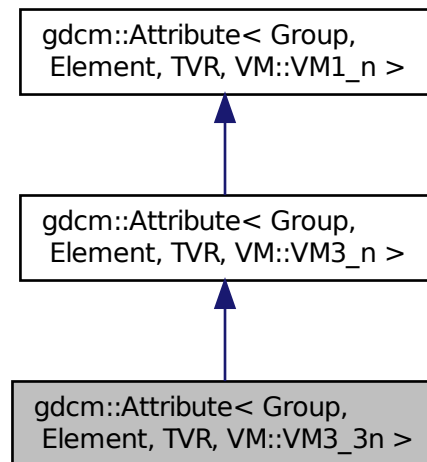 gdcm::Attribute< Group,
Element, TVR, VM::VM1_n >
gdcm::Attribute< Group,
Element, TVR, VM::VM3_n >
gdcm::Attribute< Group,
Element, TVR, VM::VM3_3n >